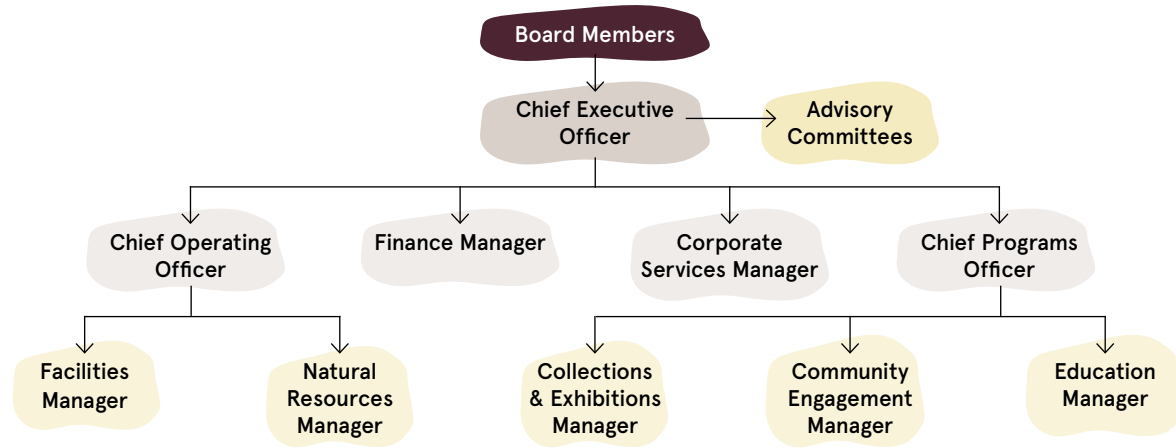 Board Members
Chief Executive
Officer
Advisory
Committees
Chief Operating
Officer
Finance Manager
Corporate
Services Manager
Chief Programs
Officer
Facilities
Manager
Natural
Resources
Manager
Collections
& Exhibitions
Manager
Community
Engagement
Manager
Education
Manager